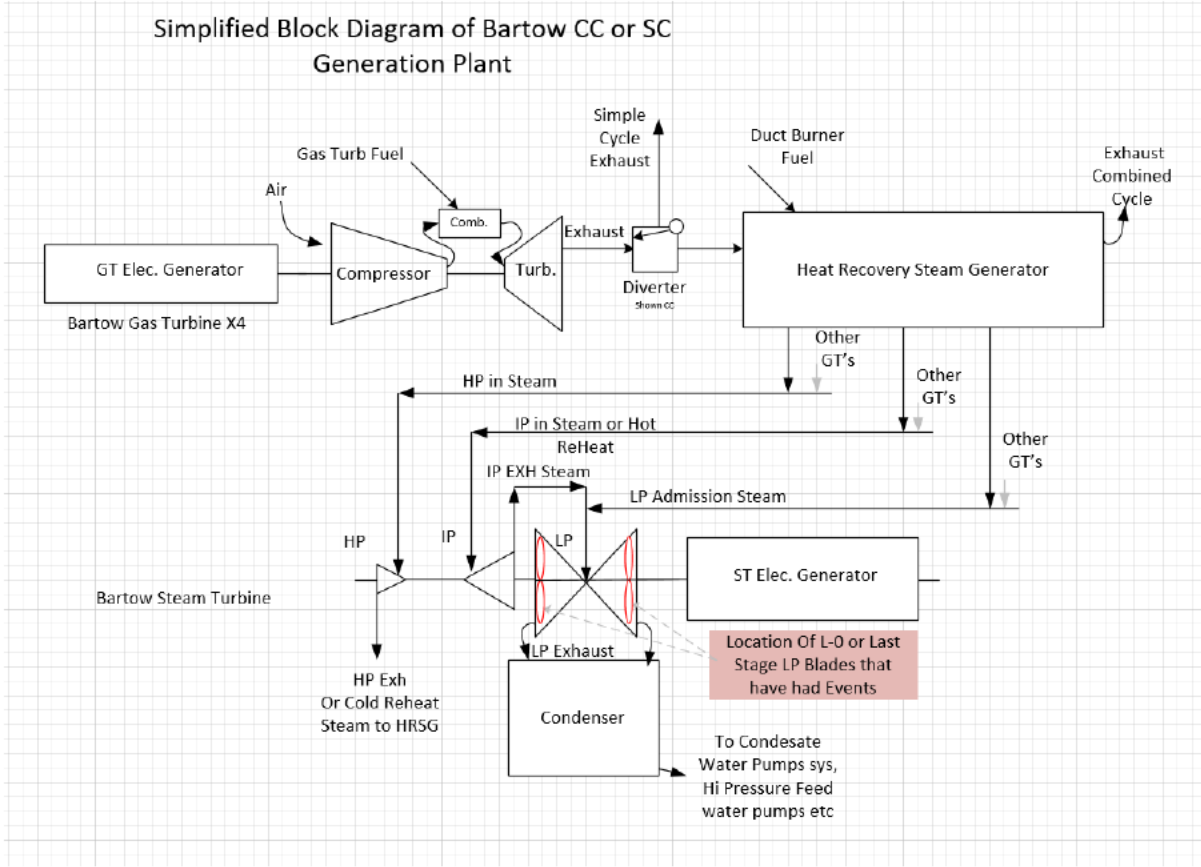 Simplified Block Diagram of Bartow CC or SC
Generation Plant
Simple
Cycle
Exhaust
Duct Burner
Fuel
Exhaust
Combined
Cycle
Gas Turb Fuel
Air
Comb.
Exhaust
GT Elec. Generator
Compressor
Turb.
Diverter
Shown CC
Heat Recovery Steam Generator
Bartow Gas Turbine X4
Other
GT's
HP in Steam
Other
GT's
IP in Steam or Hot
ReHeat
Other
GT's
IP EXH Steam
LP Admission Steam
HP
IP
LP
ST Elec. Generator
Bartow Steam Turbine
Location Of L-0 or Last
Stage LP Blades that
have had Events
LP Exhaust
HP Exh
Or Cold Reheat
Steam to HRSG
Condenser
To Condesate
Water Pumps sys,
Hi Pressure Feed
water pumps etc